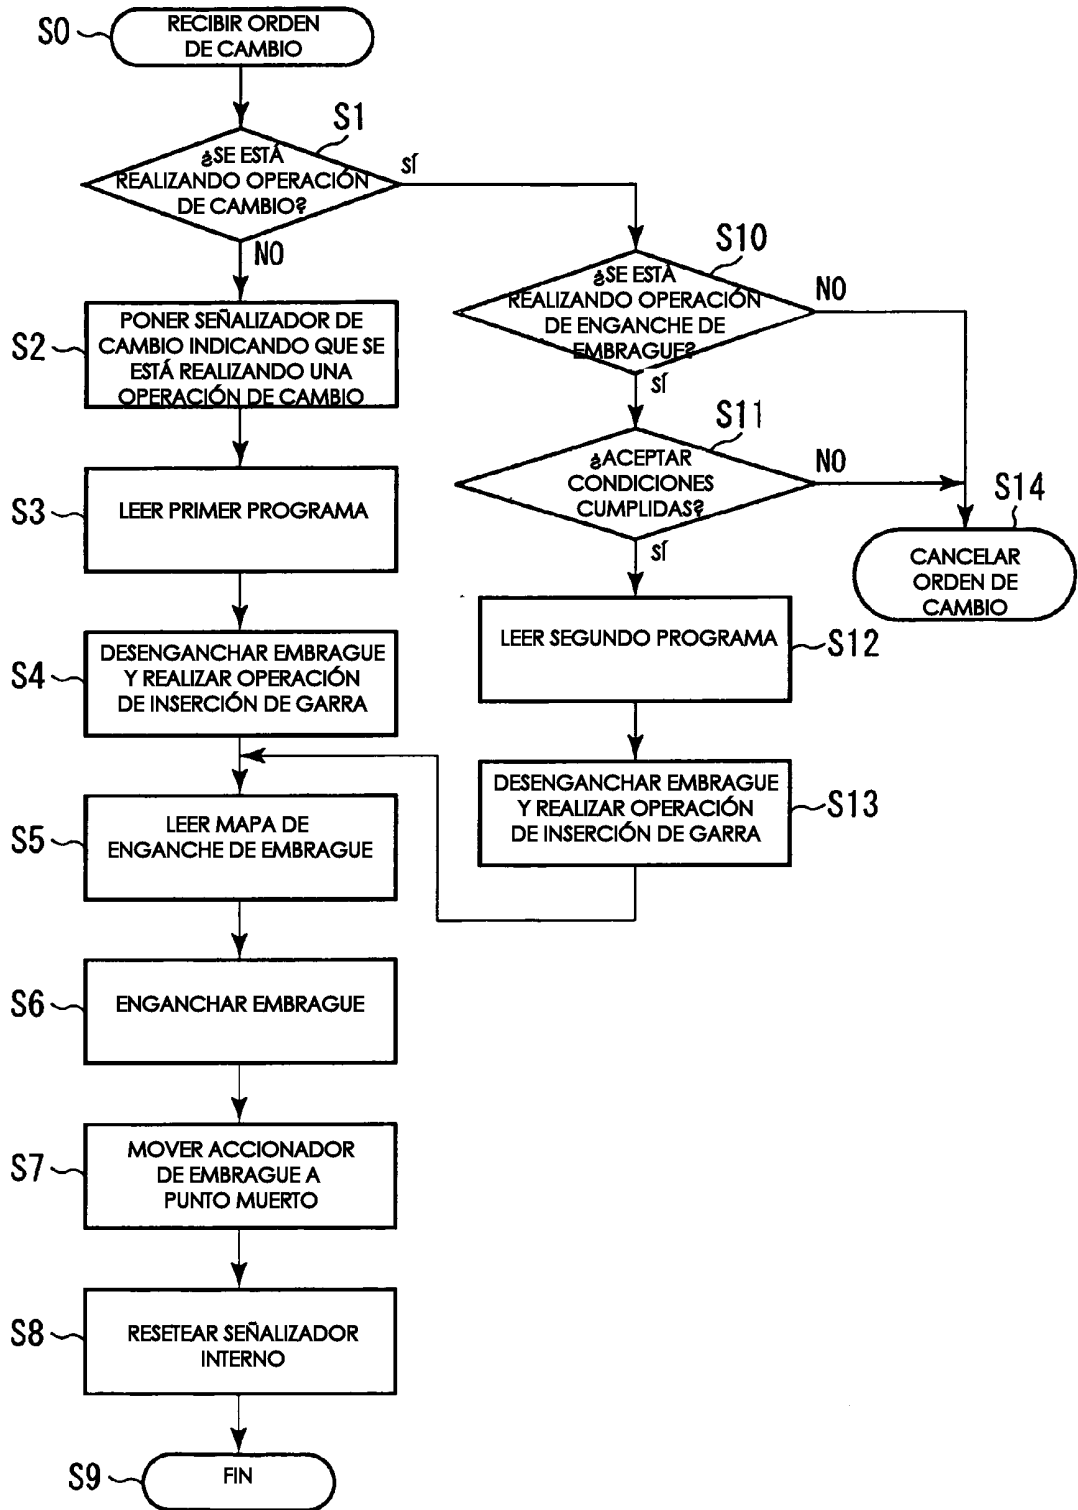 S0
RECIBIR ORDEN
DE CAMBIO
S1
¿SE ESTÁ
REALIZANDO OPERACIÓN
DE CAMBIO?
SÍ
NO
S2
PONER SEÑALIZADOR DE
CAMBIO INDICANDO QUE SE
ESTÁ REALIZANDO UNA
OPERACIÓN DE CAMBIO
S3
LEER PRIMER PROGRAMA
S4
DESENGANCHAR EMBRAGUE
Y REALIZAR OPERACIÓN
DE INSERCIÓN DE GARRA
S5
LEER MAPA DE
ENGANCHE DE EMBRAGUE
S6
ENGANCHAR EMBRAGUE
S7
MOVER ACCIONADOR
DE EMBRAGUE A
PUNTO MUERTO
S8
RESETEAR SEÑALIZADOR
INTERNO
S9
FIN
S10
¿SE ESTÁ
REALIZANDO OPERACIÓN
DE ENGANCHE DE
EMBRAGUE?
NO
SÍ
S11
¿ACEPTAR
CONDICIONES
CUMPLIDAS?
NO
SÍ
S14
CANCELAR
ORDEN DE
CAMBIO
LEER SEGUNDO PROGRAMA
S12
DESENGANCHAR EMBRAGUE
Y REALIZAR OPERACIÓN
DE INSERCIÓN DE GARRA
S13